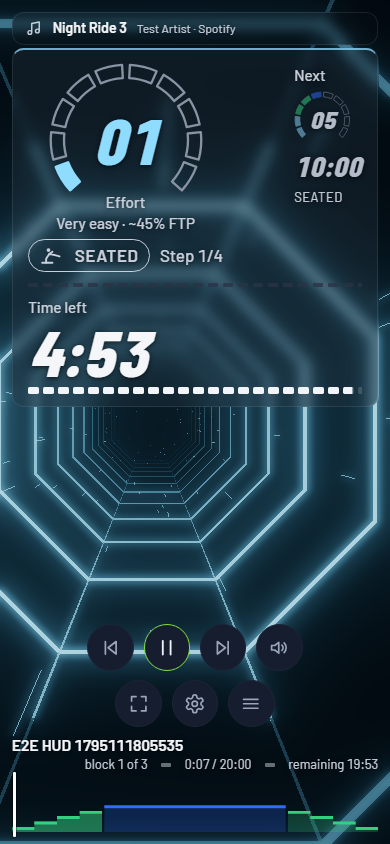 Night Ride 3 Test Artist · Spotify
01
Effort
Very easy · ~45% FTP
SEATED Step 1/4
Next
05
10:00
SEATED
Time left
4:53
E2E HUD 1795111805535
block 1 of 3 0:07 / 20:00 remaining 19:53